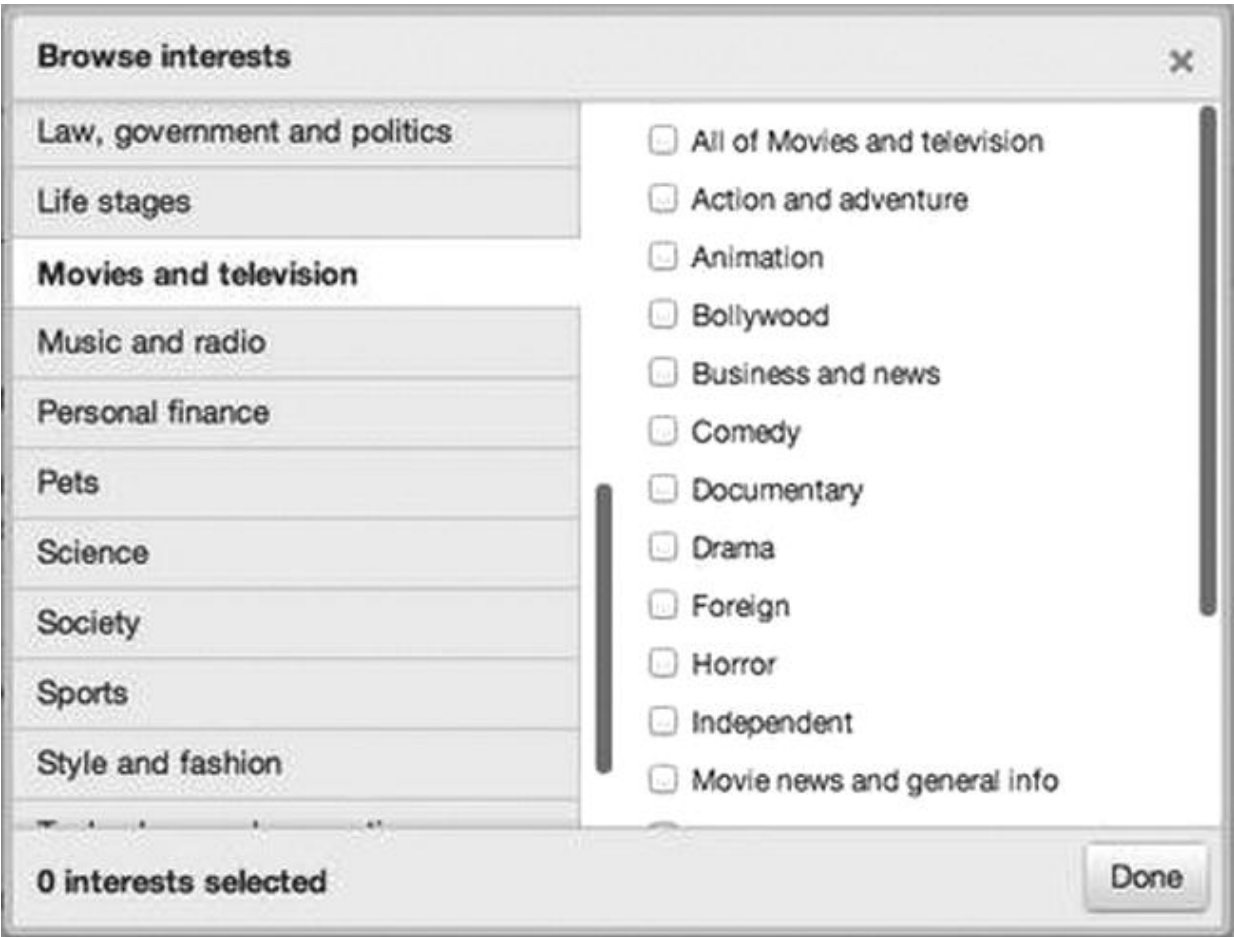 Browse interests
×
Law, government and politics
Life stages
Movies and television
Music and radio
Personal finance
Pets
Science
Society
Sports
Style and fashion
All of Movies and television
Action and adventure
Animation
Bollywood
Business and news
Comedy
Documentary
Drama
Foreign
Horror
Independent
Movie news and general info
0 interests selected
Done